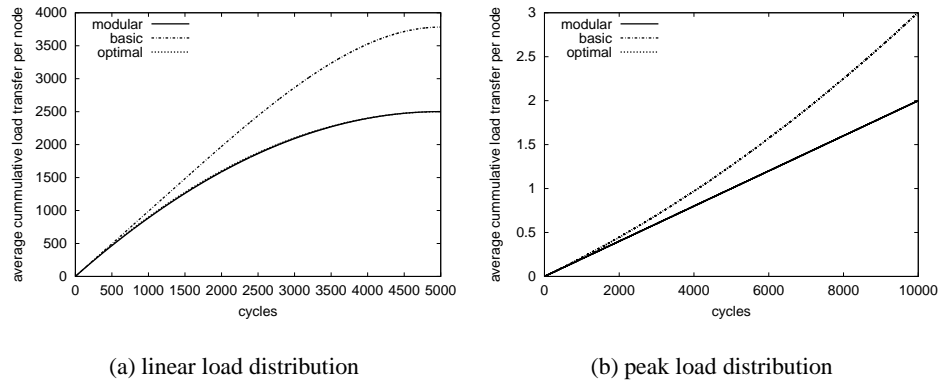 average cummulative load transfer per node
4000
3500
3000
2500
2000
1500
1000
500
0
modular
basic
optimal
0 500 1000 1500 2000 2500 3000 3500 4000 4500 5000
cycles
(a) linear load distribution
average cummulative load transfer per node
3
2.5
2
1.5
1
0.5
0
modular
basic
optimal
0 2000 4000 6000 8000 10000
cycles
(b) peak load distribution